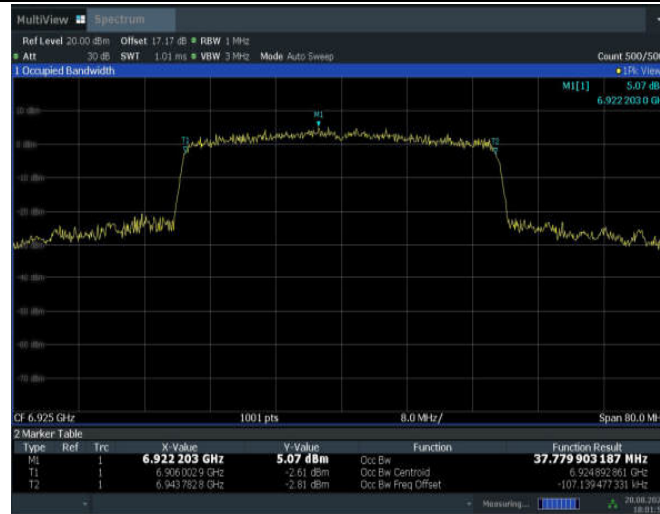 MultiView Spectrum
Ref Level 20.00 dBm Offset 17.17 dB RBW 1 MHz
Att 30 dB SWT 1.01 ms VBW 3 MHz Mode Auto Sweep Count 500/500
1 Occupied Bandwidth 1Pk View
M1[1] 5.07 dB
6.922 203 0 G
10 dBm
M1
0 dBm
T1 T2
-10 dBm
-20 dBm
-40 dBm
-50 dBm
-60 dBm
-70 dBm
CF 6.925 GHz 1001 pts 8.0 MHz/ Span 80.0 MH
2 Marker Table
Type Ref Trc X-Value Y-Value Function Function Result
M1 1 6.922 203 GHz 5.07 dBm Occ Bw 37.779 903 187 MHz
T1 1 6.906 002 9 GHz -2.61 dBm Occ Bw Centroid 6.924 892 861 GHz
T2 1 6.943 782 8 GHz -2.81 dBm Occ Bw Freq Offset -107.139 477 331 kHz
Measuring... 20.08.202
18:01: